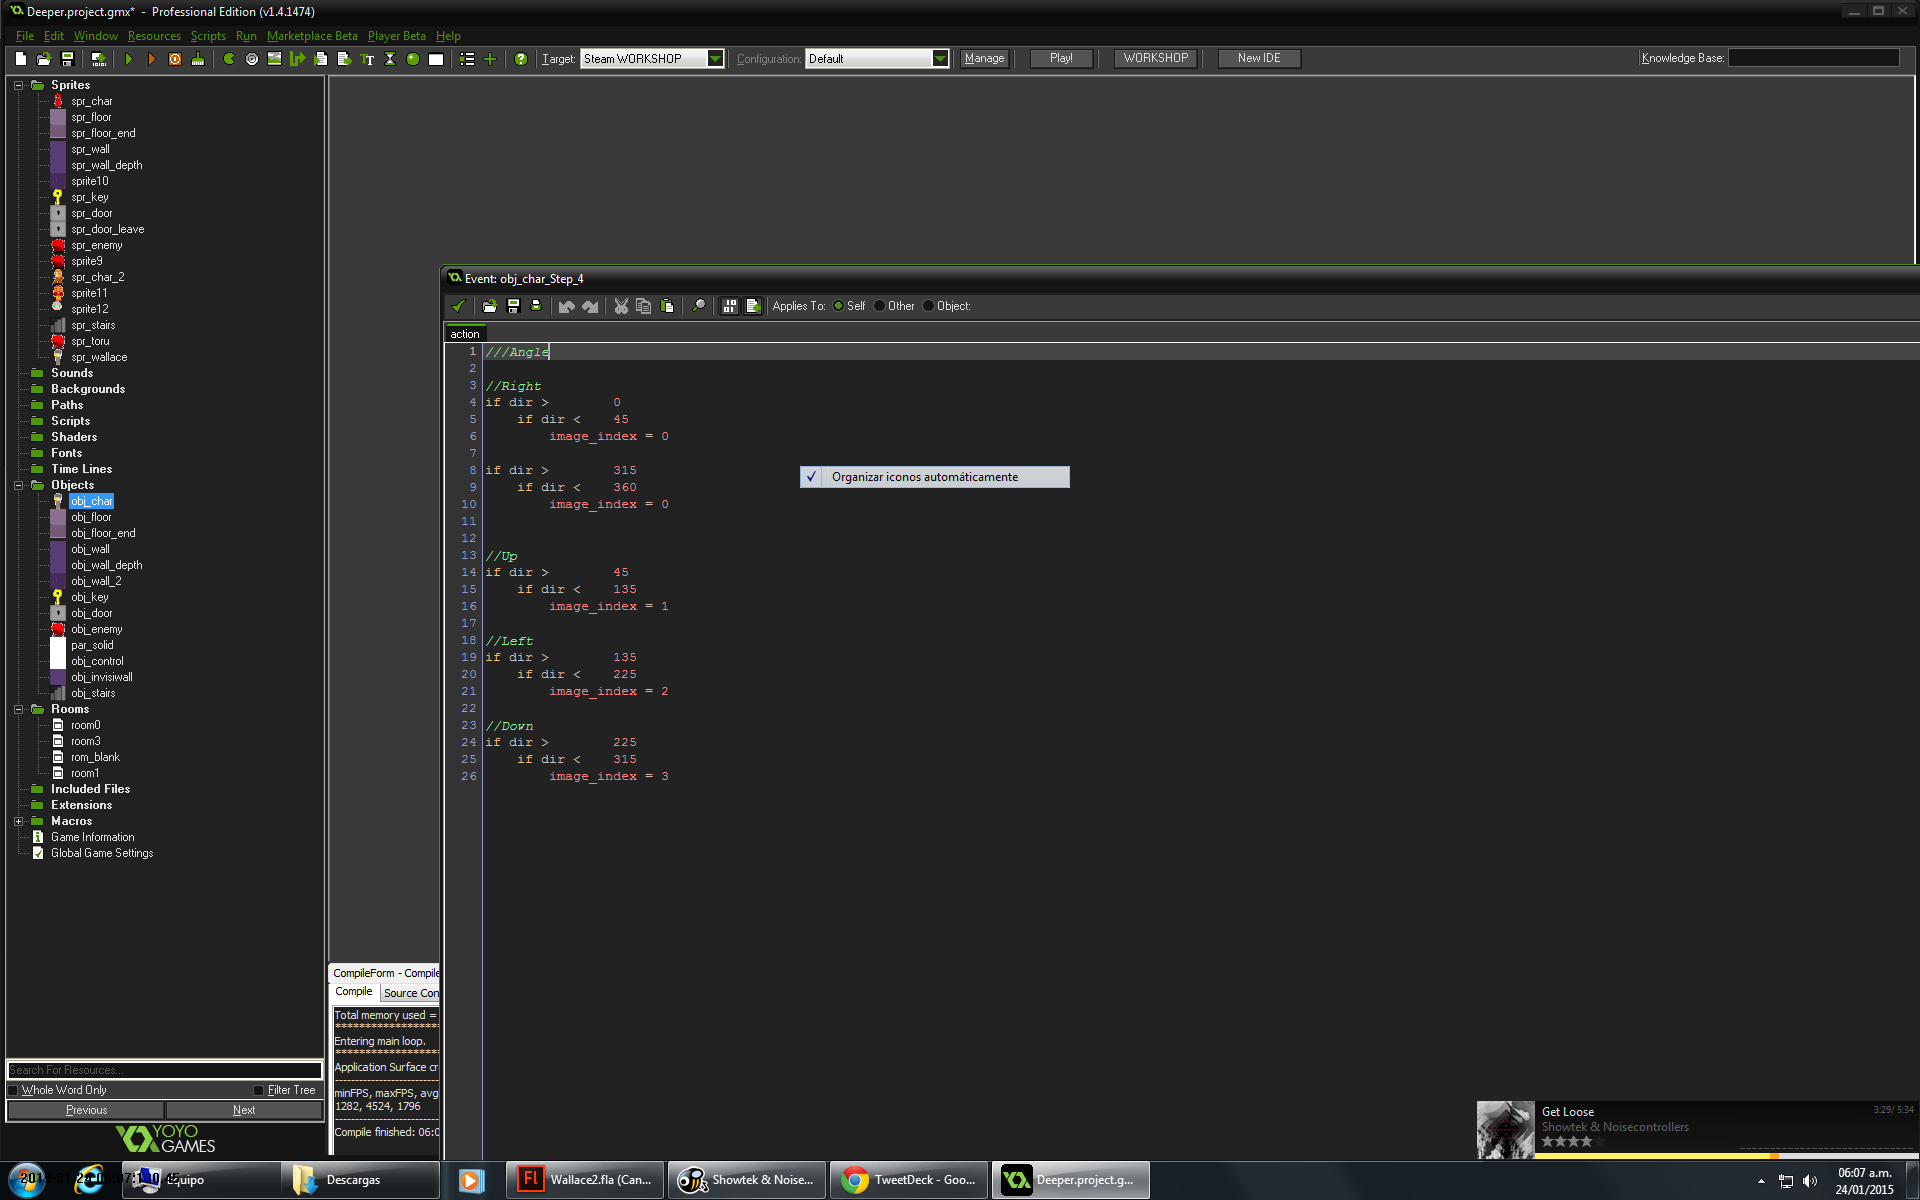 Deeper.project.gmx* - Professional Edition (v1.4.1474)
File Edit Window Resources Scripts Run Marketplace Beta Player Beta Help
Target: Steam WORKSHOP Configuration: Default Manage Play! WORKSHOP New IDE Knowledge Base:
Sprites
spr_char
spr_floor
spr_floor_end
spr_wall
spr_wall_depth
sprite10
spr_key
spr_door
spr_door_leave
spr_enemy
sprite9
spr_char_2
sprite11
sprite12
spr_stairs
spr_toru
spr_wallace
Sounds
Backgrounds
Paths
Scripts
Shaders
Fonts
Time Lines
Objects
obj_char
obj_floor
obj_floor_end
obj_wall
obj_wall_depth
obj_wall_2
obj_key
obj_door
obj_enemy
par_solid
obj_control
obj_invisiwall
obj_stairs
Rooms
room0
room3
rom_blank
room1
Included Files
Extensions
Macros
Game Information
Global Game Settings
Search For Resources...
Whole Word Only Filter Tree
Previous Next
YOYO
GAMES
Event: obj_char_Step_4
Applies To: Self Other Object:
action
1 ///Angle
2
3 //Right
4 if dir > 0
5 if dir < 45
6 image_index = 0
7
8 if dir > 315
9 if dir < 360
10 image_index = 0
11
12
13 //Up
14 if dir > 45
15 if dir < 135
16 image_index = 1
17
18 //Left
19 if dir > 135
20 if dir < 225
21 image_index = 2
22
23 //Down
24 if dir > 225
25 if dir < 315
26 image_index = 3
Organizar iconos automáticamente
CompileForm - Compile
Compile Source Con
Total memory used =
********************
Entering main loop.
********************
Application Surface cr
minFPS, maxFPS, avg
1282, 4524, 1796
Compile finished: 06:0
Get Loose 3:29/ 5:34
Showtek & Noisecontrollers
Equipo Descargas Wallace2.fla (Can... Showtek & Noise... TweetDeck - Goo... Deeper.project.g...
06:07 a.m.
24/01/2015